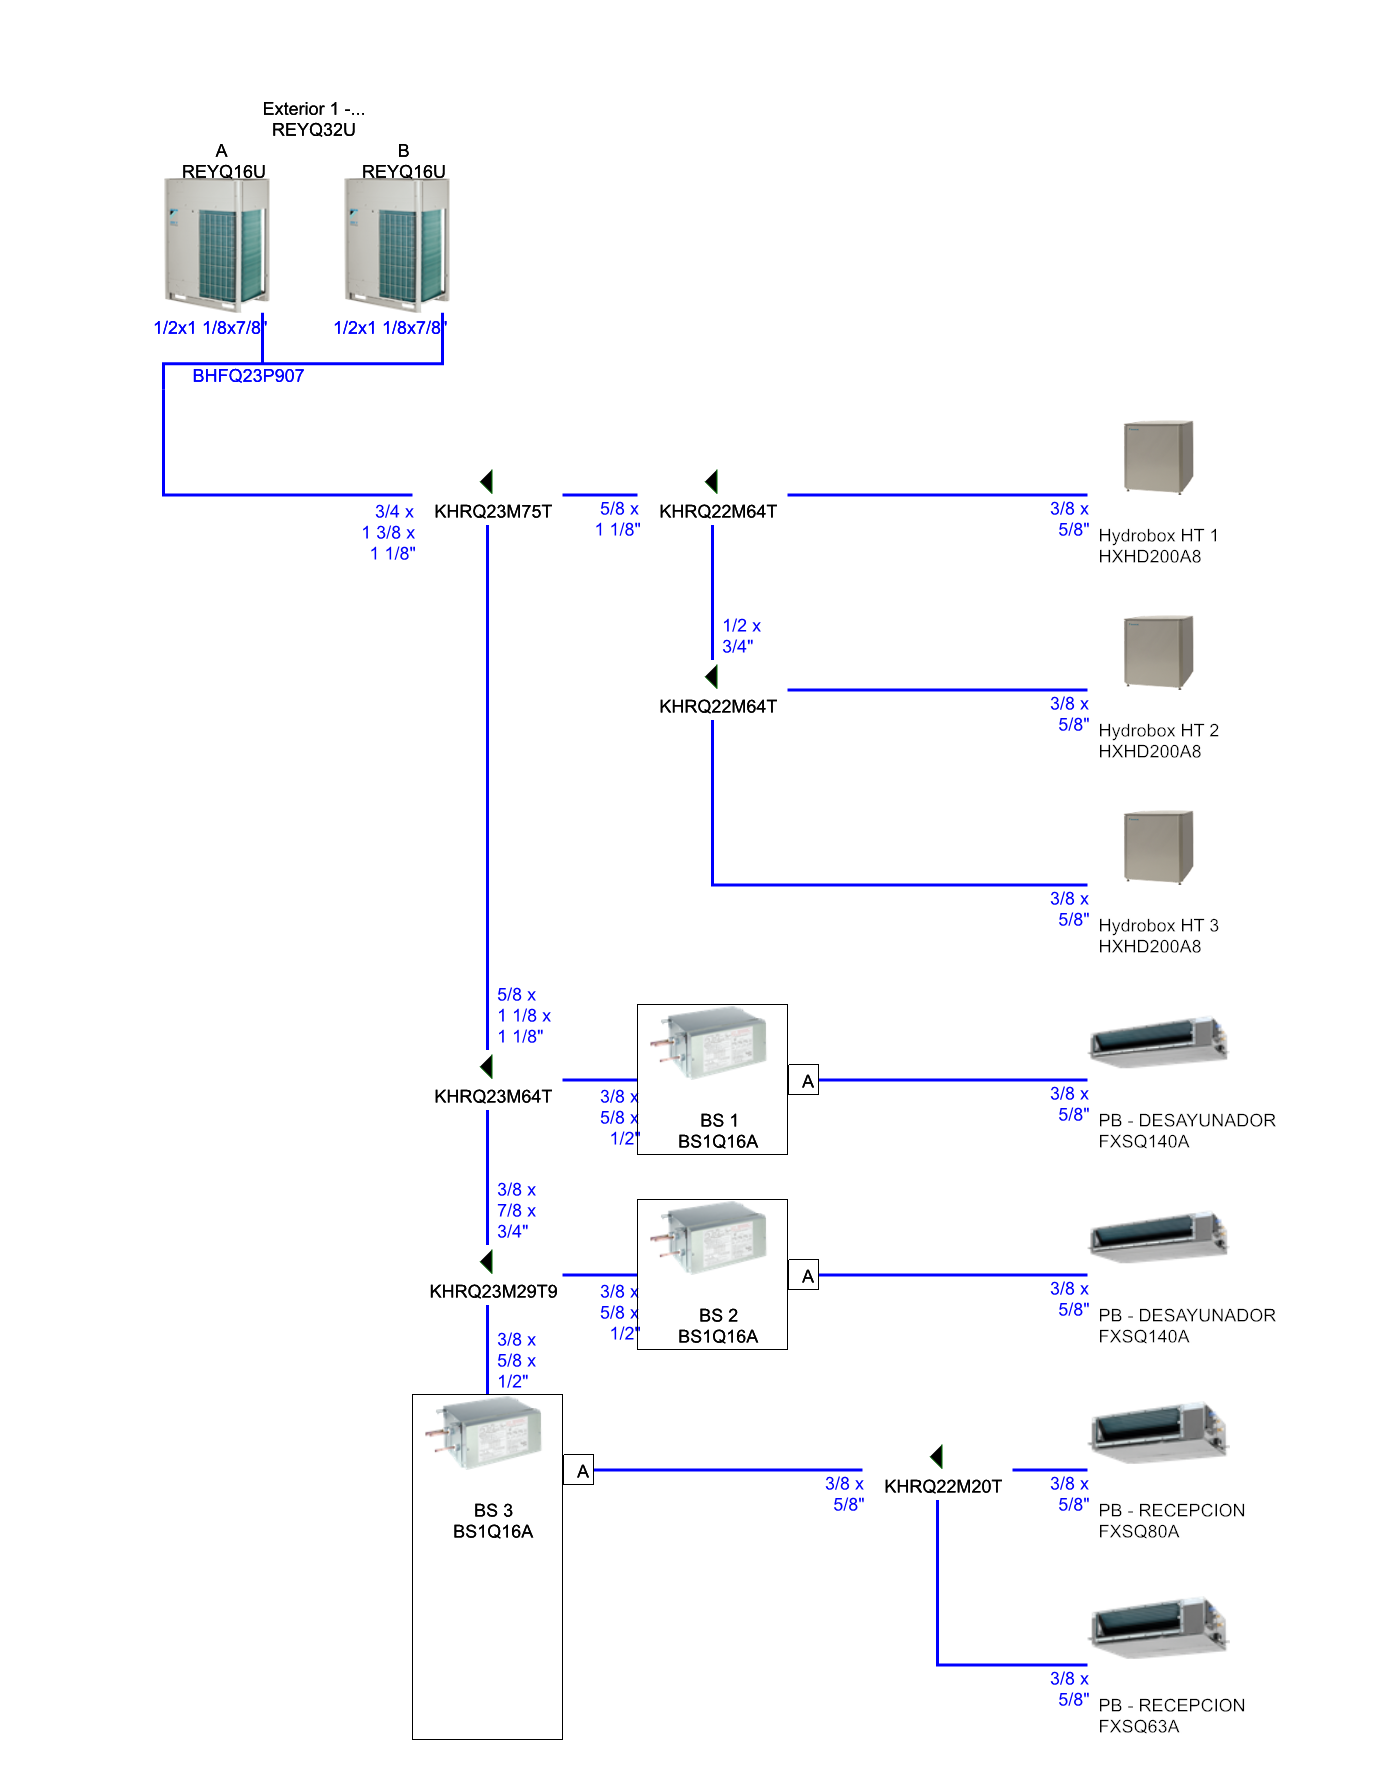 Exterior 1 -...
REYQ32U
A
REYQ16U
B
REYQ16U
1/2x1 1/8x7/8"
1/2x1 1/8x7/8"
BHFQ23P907
3/4 x
1 3/8 x
1 1/8"
KHRQ23M75T
5/8 x
1 1/8"
KHRQ22M64T
3/8 x
5/8"
Hydrobox HT 1
HXHD200A8
1/2 x
3/4"
KHRQ22M64T
3/8 x
5/8"
Hydrobox HT 2
HXHD200A8
3/8 x
5/8"
Hydrobox HT 3
HXHD200A8
5/8 x
1 1/8 x
1 1/8"
KHRQ23M64T
3/8 x
5/8 x
1/2"
BS 1
BS1Q16A
A
3/8 x
5/8"
PB - DESAYUNADOR
FXSQ140A
3/8 x
7/8 x
3/4"
KHRQ23M29T9
3/8 x
5/8 x
1/2"
BS 2
BS1Q16A
A
3/8 x
5/8"
PB - DESAYUNADOR
FXSQ140A
3/8 x
5/8 x
1/2"
BS 3
BS1Q16A
A
3/8 x
5/8"
KHRQ22M20T
3/8 x
5/8"
PB - RECEPCION
FXSQ80A
3/8 x
5/8"
PB - RECEPCION
FXSQ63A